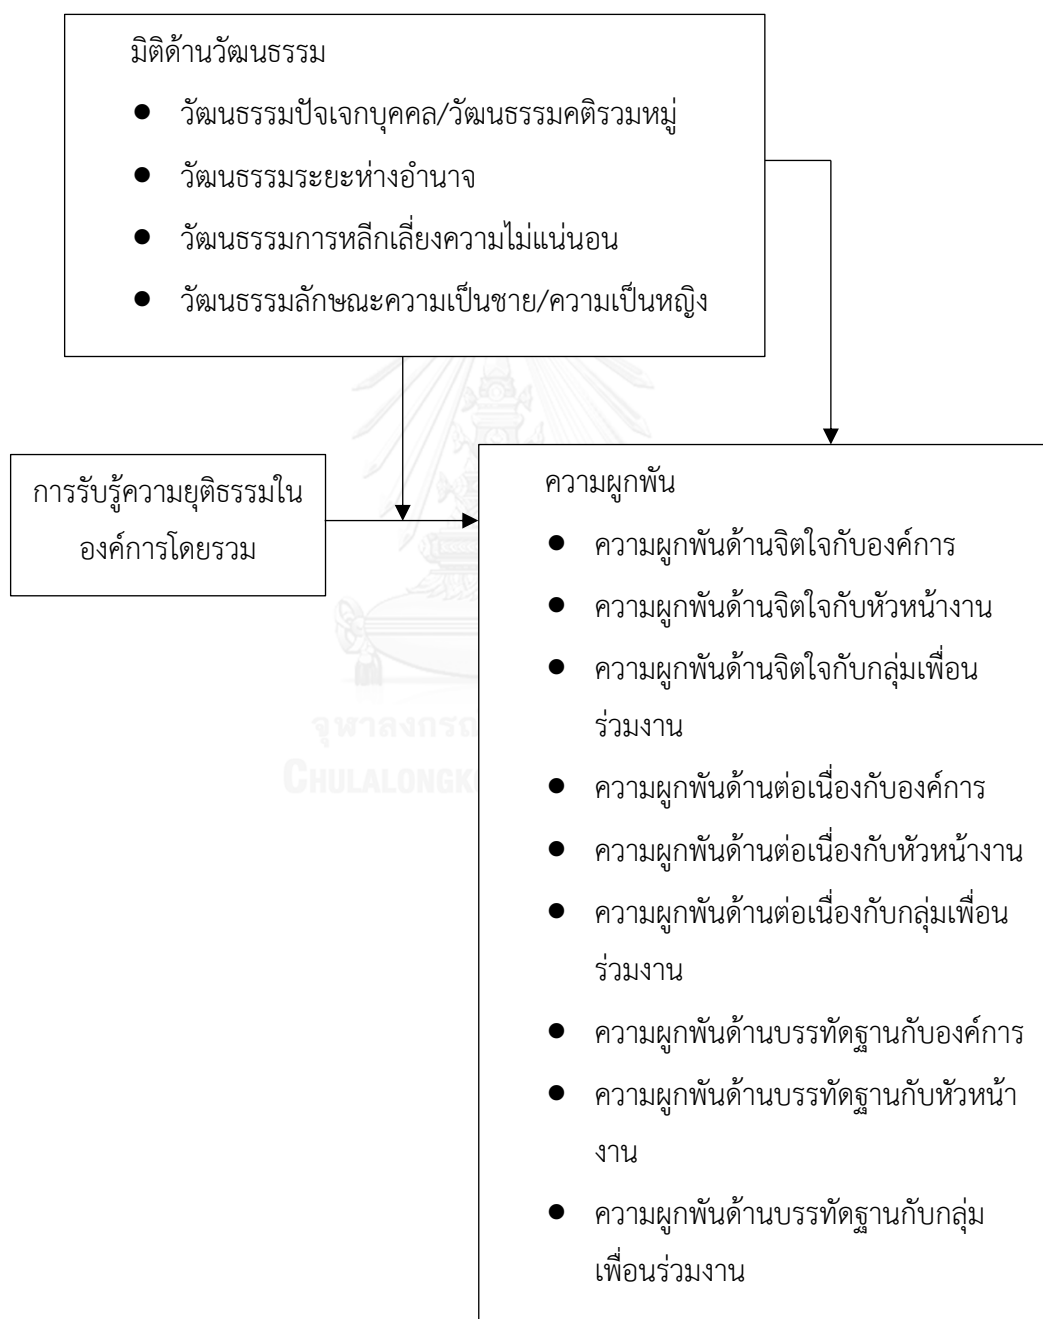 มิติด้านวัฒนธรรม
● วัฒนธรรมปัจเจกบุคคล/วัฒนธรรมคติรวมหมู่
● วัฒนธรรมระยะห่างอำนาจ
● วัฒนธรรมการหลีกเลี่ยงความไม่แน่นอน
● วัฒนธรรมลักษณะความเป็นชาย/ความเป็นหญิง
การรับรู้ความยุติธรรมใน
องค์การโดยรวม
ความผูกพัน
● ความผูกพันด้านจิตใจกับองค์การ
● ความผูกพันด้านจิตใจกับหัวหน้างาน
● ความผูกพันด้านจิตใจกับกลุ่มเพื่อน
ร่วมงาน
● ความผูกพันด้านต่อเนื่องกับองค์การ
● ความผูกพันด้านต่อเนื่องกับหัวหน้างาน
● ความผูกพันด้านต่อเนื่องกับกลุ่มเพื่อน
ร่วมงาน
● ความผูกพันด้านบรรทัดฐานกับองค์การ
● ความผูกพันด้านบรรทัดฐานกับหัวหน้า
งาน
● ความผูกพันด้านบรรทัดฐานกับกลุ่ม
เพื่อนร่วมงาน
จุฬาลงกรณ
CHULALONGK